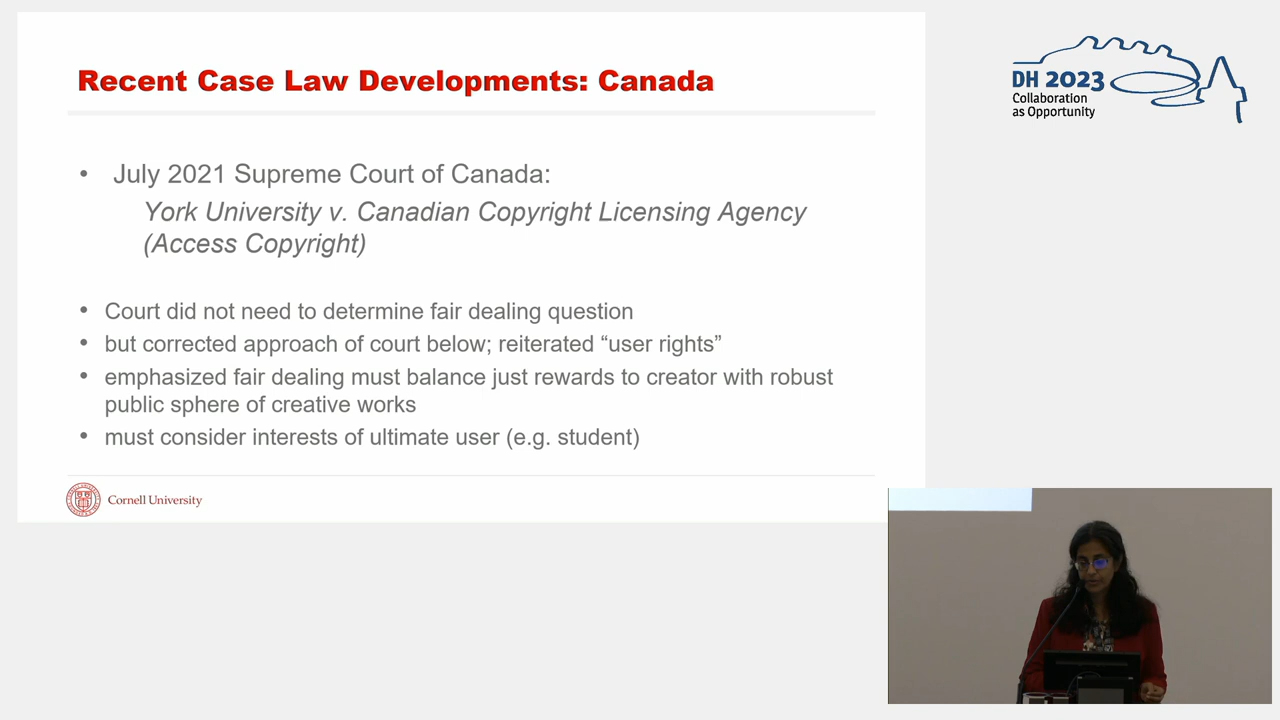 Recent Case Law Developments: Canada
• July 2021 Supreme Court of Canada:
York University v. Canadian Copyright Licensing Agency
(Access Copyright)
• Court did not need to determine fair dealing question
• but corrected approach of court below; reiterated “user rights”
• emphasized fair dealing must balance just rewards to creator with robust
public sphere of creative works
• must consider interests of ultimate user (e.g. student)
Cornell University
DH 2023
Collaboration
as Opportunity